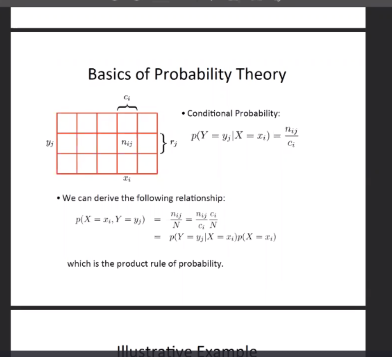 Basics of Probability Theory
c_i
• Conditional Probability:
y_j n_{ij} } r_j p(Y = y_j|X = x_i) = \frac{n_{ij}}{c_i}
x_i
• We can derive the following relationship:
p(X = x_i, Y = y_j) = \frac{n_{ij}}{N} = \frac{n_{ij}}{c_i} \frac{c_i}{N}
= p(Y = y_j|X = x_i)p(X = x_i)
which is the product rule of probability.
Illustrative Example